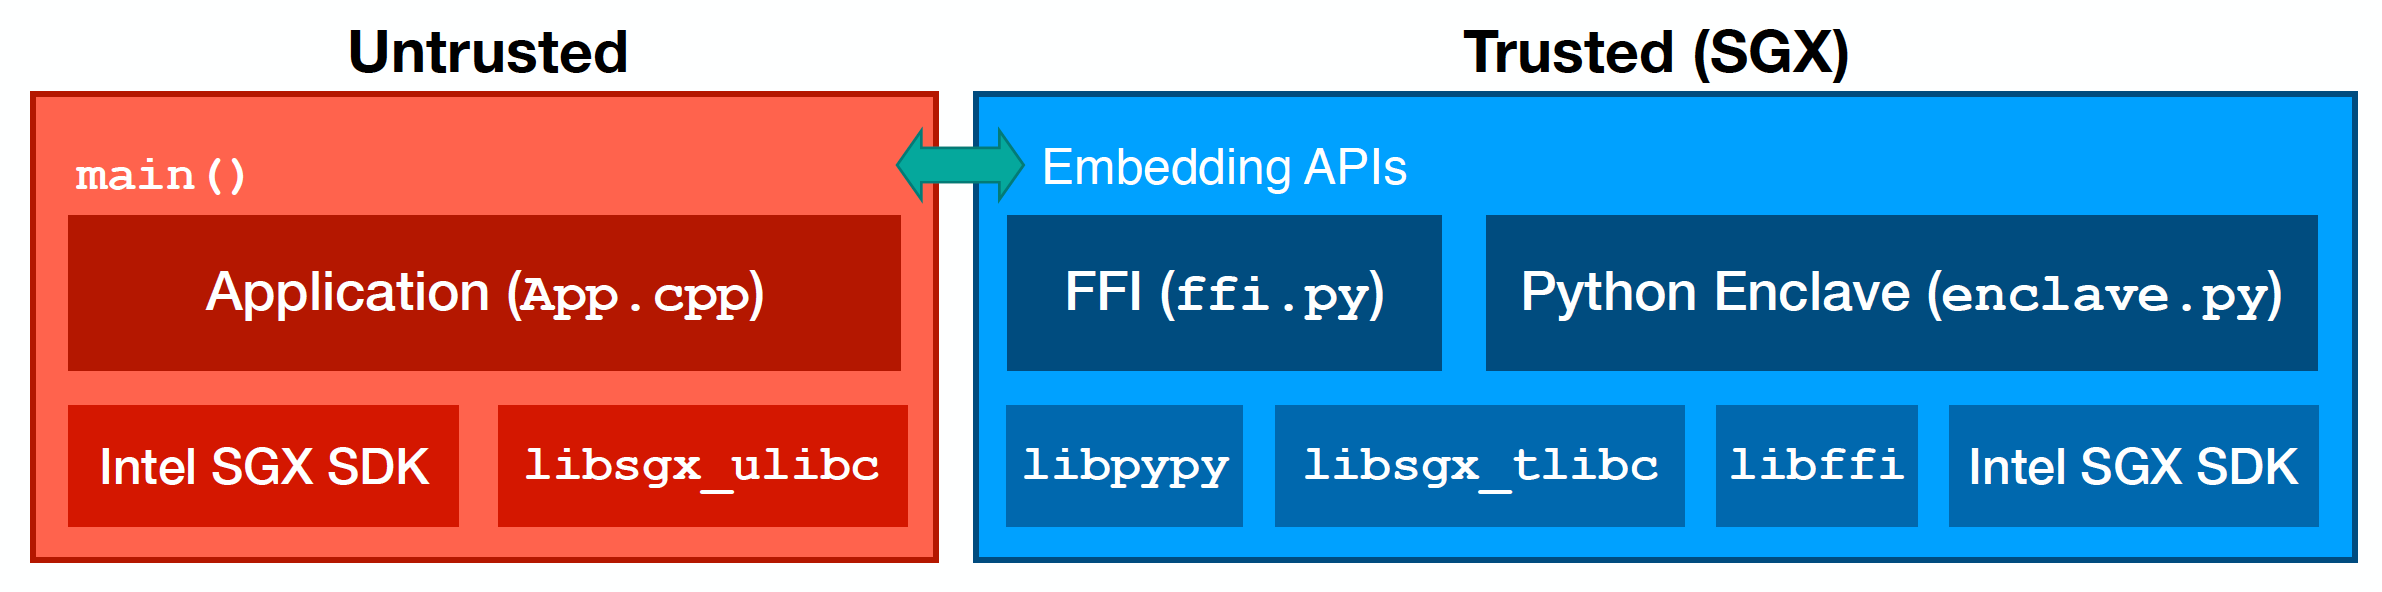 Untrusted
Trusted (SGX)
main()
Embedding APIs
Application (App.cpp)
FFI (ffi.py)
Python Enclave (enclave.py)
Intel SGX SDK
libsgx_ulibc
libpypy
libsgx_tlibc
libffi
Intel SGX SDK